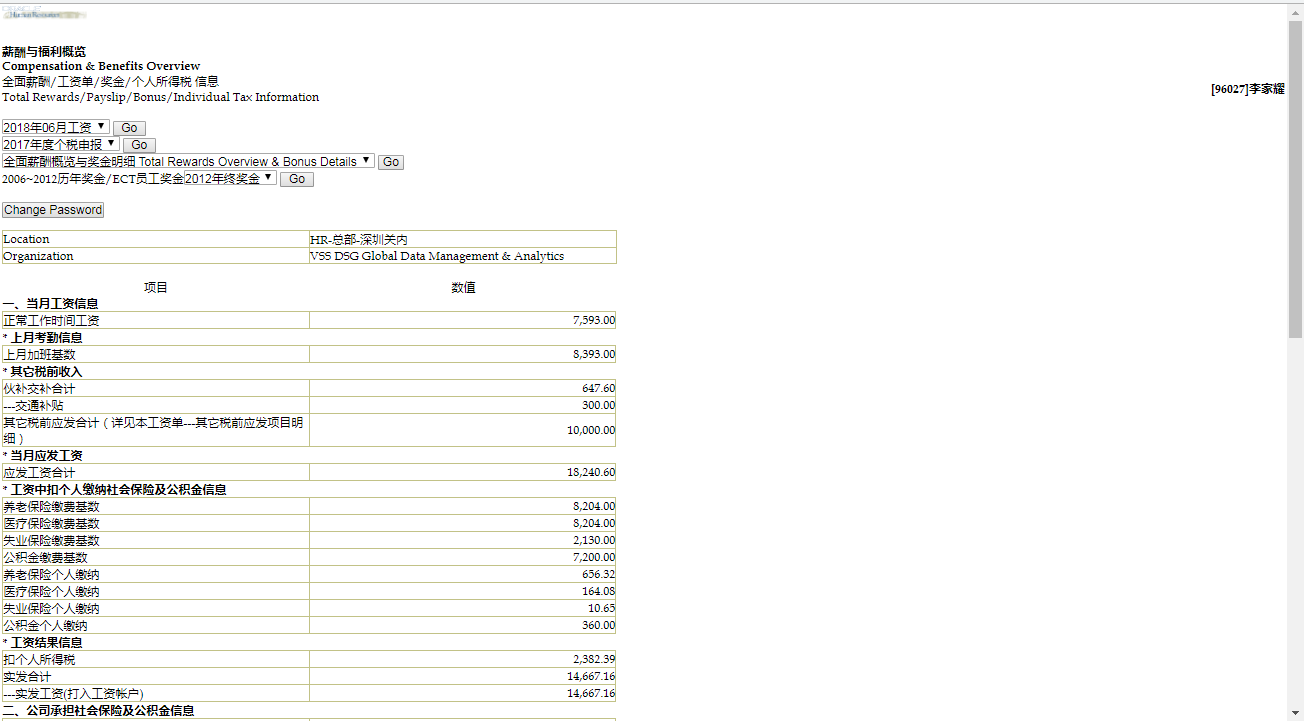 薪酬与福利概览
Compensation & Benefits Overview
全面薪酬/工资单/奖金/个人所得税 信息
Total Rewards/Payslip/Bonus/Individual Tax Information
[96027]李家耀
2018年06月工资 Go
2017年度个税申报 Go
全面薪酬概览与奖金明细 Total Rewards Overview & Bonus Details Go
2006~2012历年奖金/ECT员工奖金 2012年终奖金 Go
Change Password
Location HR-总部-深圳关内
Organization VSS DSG Global Data Management & Analytics
项目 数值
一、当月工资信息
正常工作时间工资 7,593.00
* 上月考勤信息
上月加班基数 8,393.00
* 其它税前收入
伙补交补合计 647.60
---交通补贴 300.00
其它税前应发合计（详见本工资单---其它税前应发项目明
细） 10,000.00
* 当月应发工资
应发工资合计 18,240.60
* 工资中扣个人缴纳社会保险及公积金信息
养老保险缴费基数 8,204.00
医疗保险缴费基数 8,204.00
失业保险缴费基数 2,130.00
公积金缴费基数 7,200.00
养老保险个人缴纳 656.32
医疗保险个人缴纳 164.08
失业保险个人缴纳 10.65
公积金个人缴纳 360.00
* 工资结果信息
扣个人所得税 2,382.39
实发合计 14,667.16
---实发工资(打入工资帐户) 14,667.16
二、公司承担社会保险及公积金信息